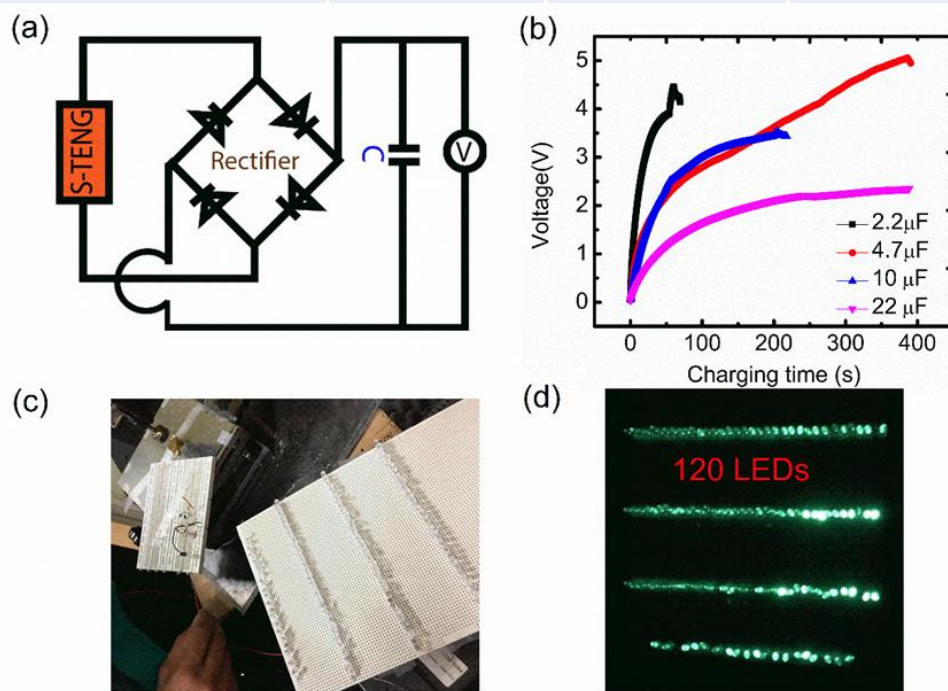 (a)
S-TENG
Rectifier
C
V
(b)
Voltage(V)
5
4
3
2
1
0
0
100
200
300
400
Charging time (s)
2.2μF
4.7μF
10 μF
22 μF
(c)
(d)
120 LEDs